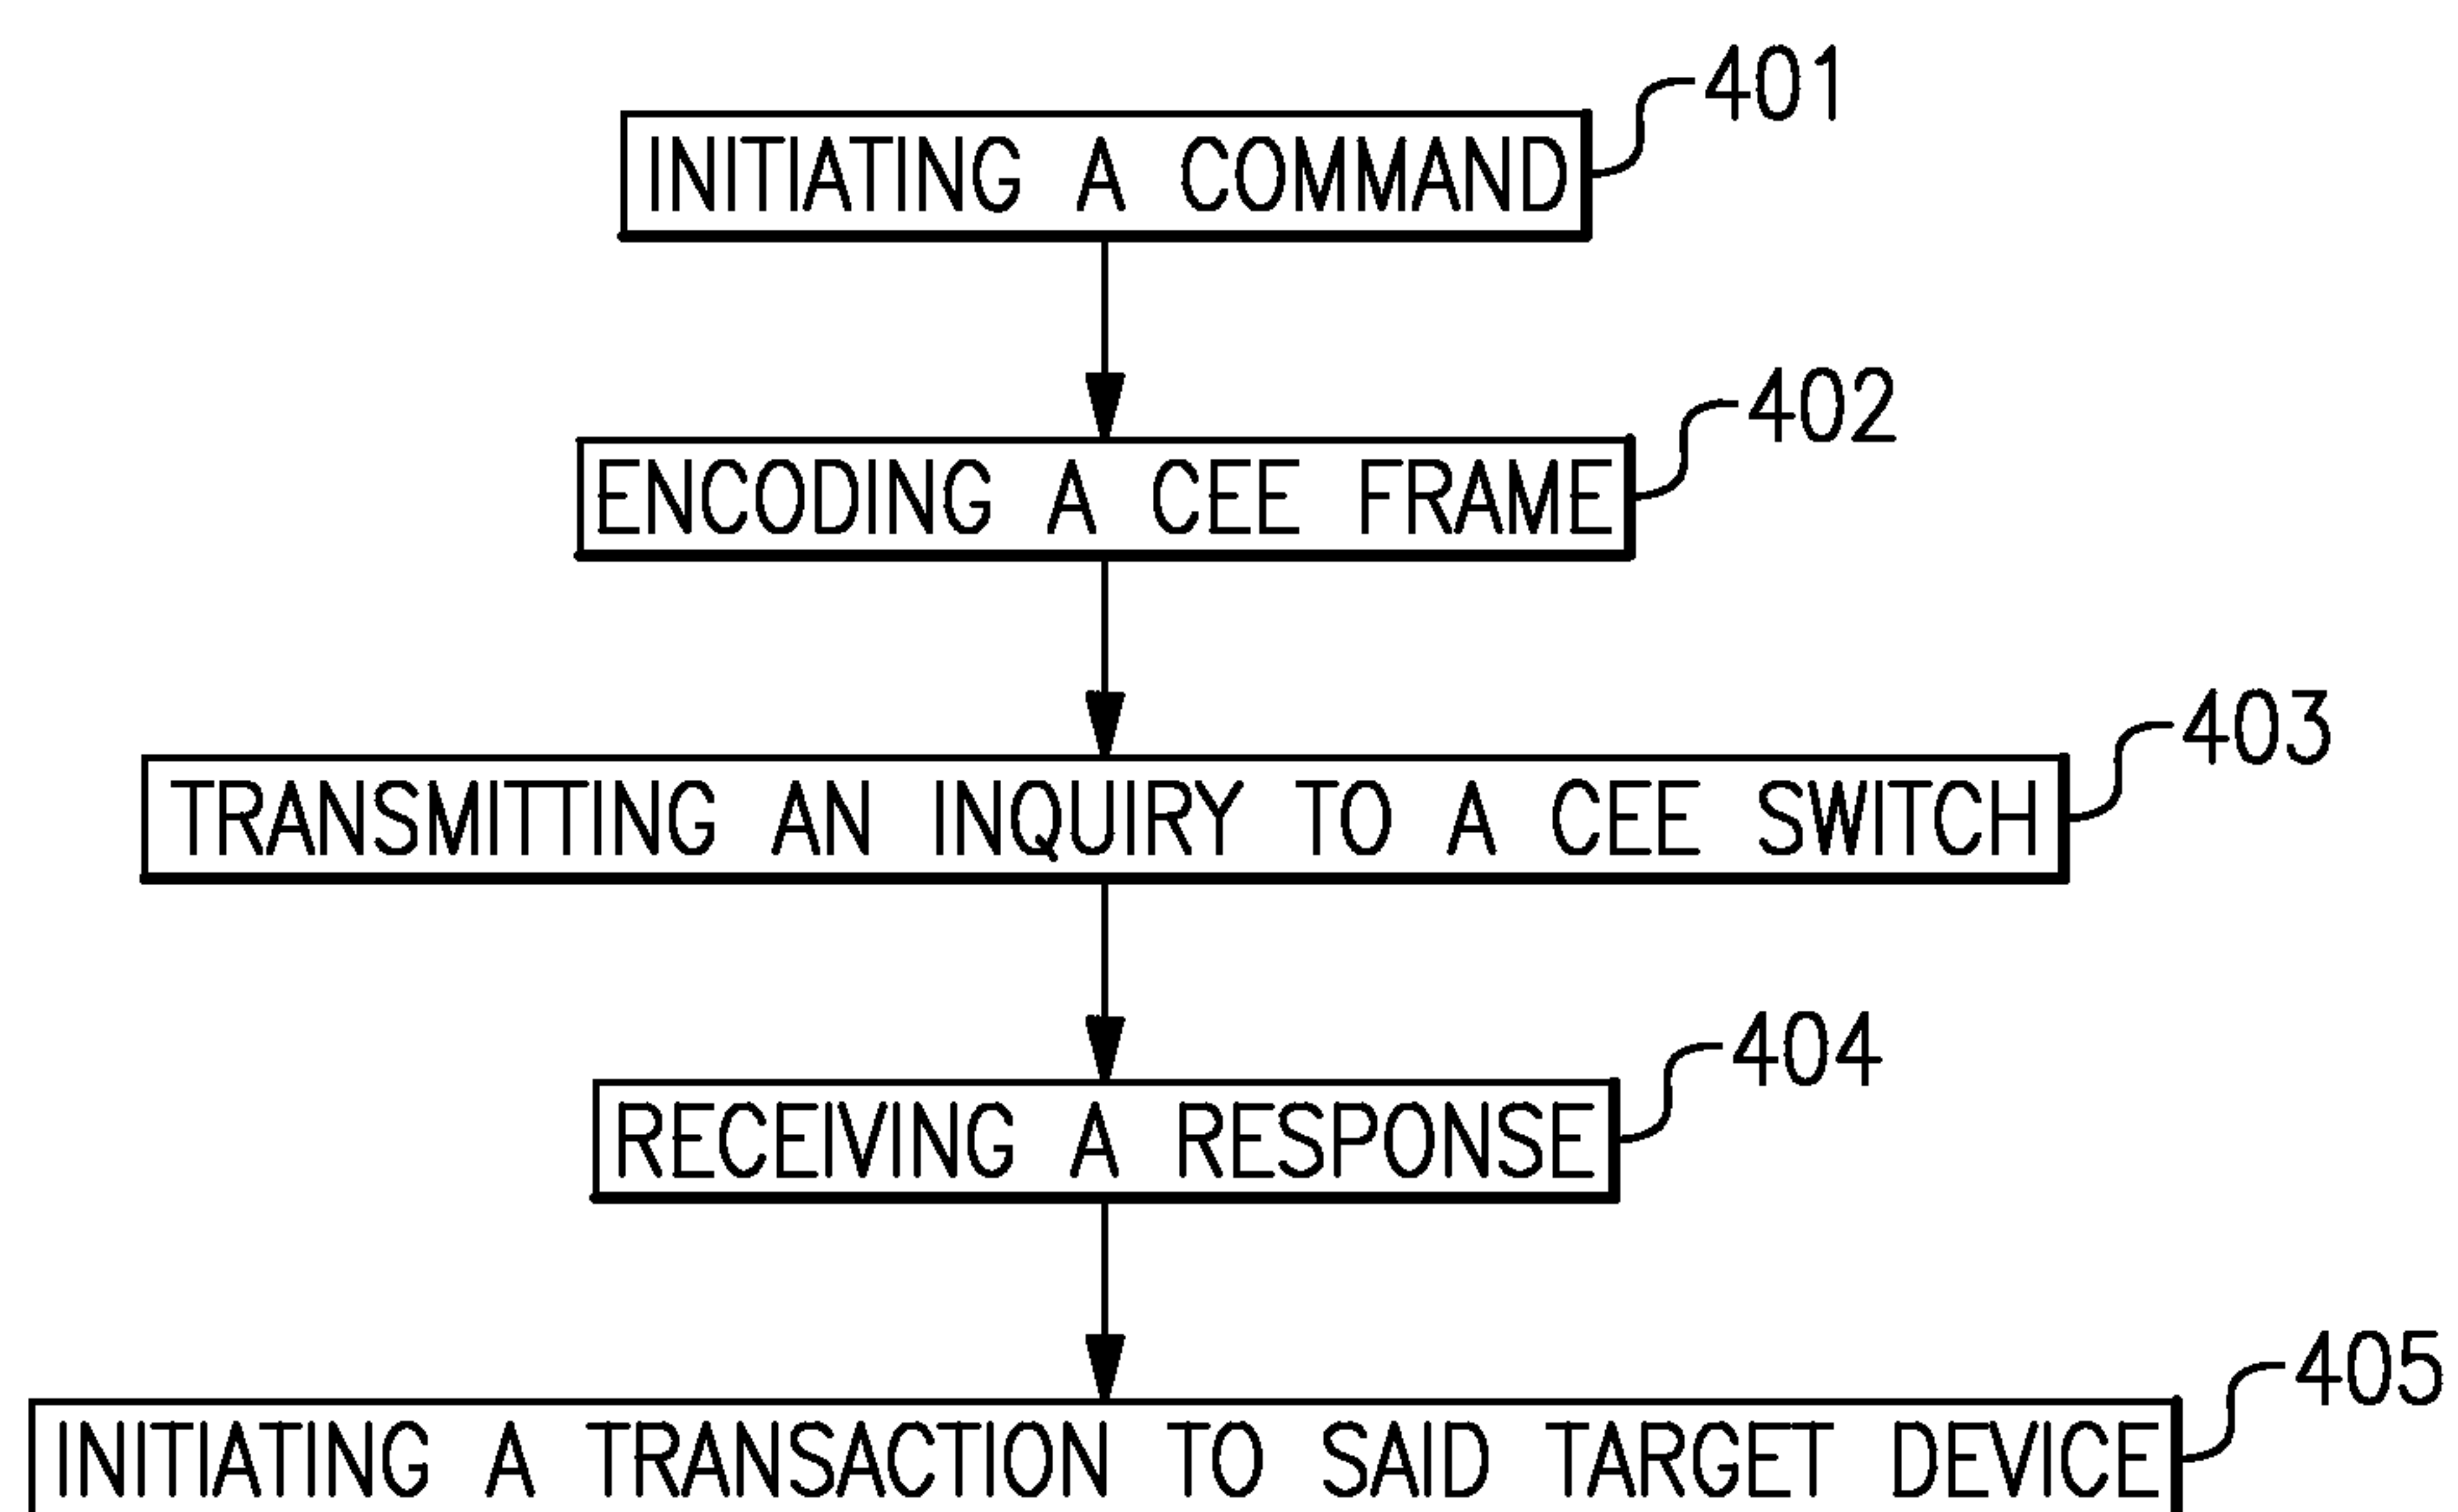 401
INITIATING A COMMAND
402
ENCODING A CEE FRAME
403
TRANSMITTING AN INQUIRY TO A CEE SWITCH
404
RECEIVING A RESPONSE
405
INITIATING A TRANSACTION TO SAID TARGET DEVICE